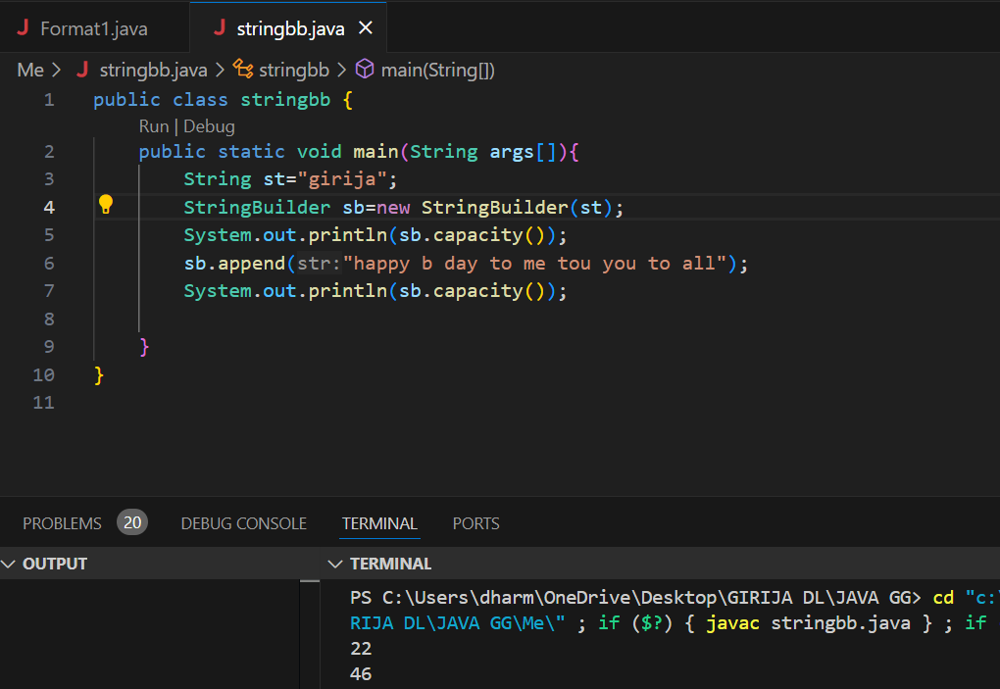 J Format1.java J stringbb.java ×
Me > J stringbb.java > stringbb > main(String[])
1 public class stringbb {
Run | Debug
2 public static void main(String args[]){
3 String st="girija";
4 StringBuilder sb=new StringBuilder(st);
5 System.out.println(sb.capacity());
6 sb.append(str:"happy b day to me tou you to all");
7 System.out.println(sb.capacity());
8
9 }
10 }
11
PROBLEMS 20 DEBUG CONSOLE TERMINAL PORTS
OUTPUT TERMINAL
PS C:\Users\dharm\OneDrive\Desktop\GIRIJA DL\JAVA GG> cd "c:\
RIJA DL\JAVA GG\Me\" ; if ($?) { javac stringbb.java } ; if
22
46